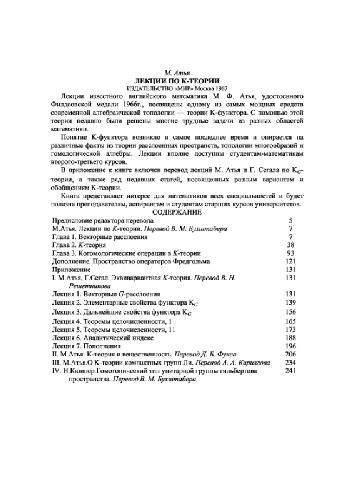 М. Атья
ЛЕКЦИИ ПО К-ТЕОРИИ
ИЗДАТЕЛЬСТВО «МИР» Москва 1967
Лекции известного английского математика М. Ф. Атьи, удостоенного
Филдсовской медали 1966г., посвящены одному из самых мощных средств
современной алгебраической топологии — теории К-функтора. С помощью этой
теории недавно были решены многие трудные задачи из разных областей
математики.
Понятие К-функтора возникло в самое последнее время и опирается на
различные факты из теории расслоенных пространств, топологии многообразий и
гомологической алгебры. Лекции вполне доступны студентам-математикам
второго-третьего курсов.
В приложение к книге включен перевод лекций М. Атьи и Г. Сегала по K_G-
теории, а также ряд недавних статей, посвященных разным вариантам и
обобщениям К-теории.
Книга представляет интерес для математиков всех специальностей и будет
полезна преподавателям, аспирантам и студентам старших курсов университетов.
СОДЕРЖАНИЕ
Предисловие редактора перевода 5
М.Атья. Лекции по К-теории. Перевод В. М. Бухштабера 7
Глава 1. Векторные расслоения 7
Глава 2. К-теория 38
Глава 3. Когомологические операции в К-теории 93
Дополнение. Пространство операторов Фредгольма 121
Приложение 131
I. М.Атья, Г.Сегал. Эквивариантная К-теория. Перевод В. Н. 131
Решетникова
Лекция 1. Векторные G-расслоения 131
Лекция 2. Элементарные свойства функтора K_G 139
Лекция 3. Дальнейшие свойства функтора K_G 156
Лекция 4. Теоремы целочисленности, 1 165
Лекция 5. Теоремы целочисленности, 11 173
Лекция 6. Аналитический индекс 188
Лекция 7. Пополнения 196
II. М.Атья. К-теория и вещественность. Перевод Д. Б. Фукса 206
III. М.Атья.О К-теории компактных групп Ли. Перевод А. А. Кириллова 234
IV. Н.Кюйпер.Гомотопический тип унитарной группы гильбертова 241
пространства. Перевод В. М. Бухштабера